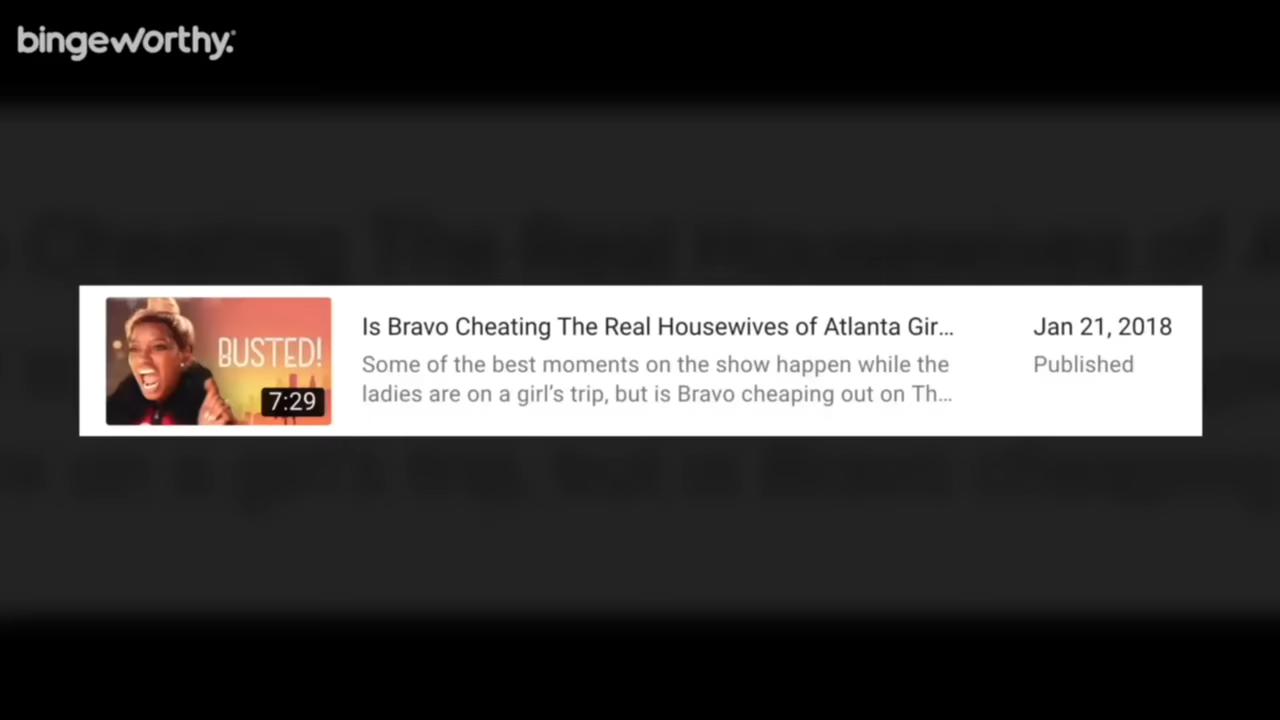 bingeworthy.
BUSTED!
7:29
Is Bravo Cheating The Real Housewives of Atlanta Gir...
Some of the best moments on the show happen while the
ladies are on a girl's trip, but is Bravo cheaping out on Th...
Jan 21, 2018
Published